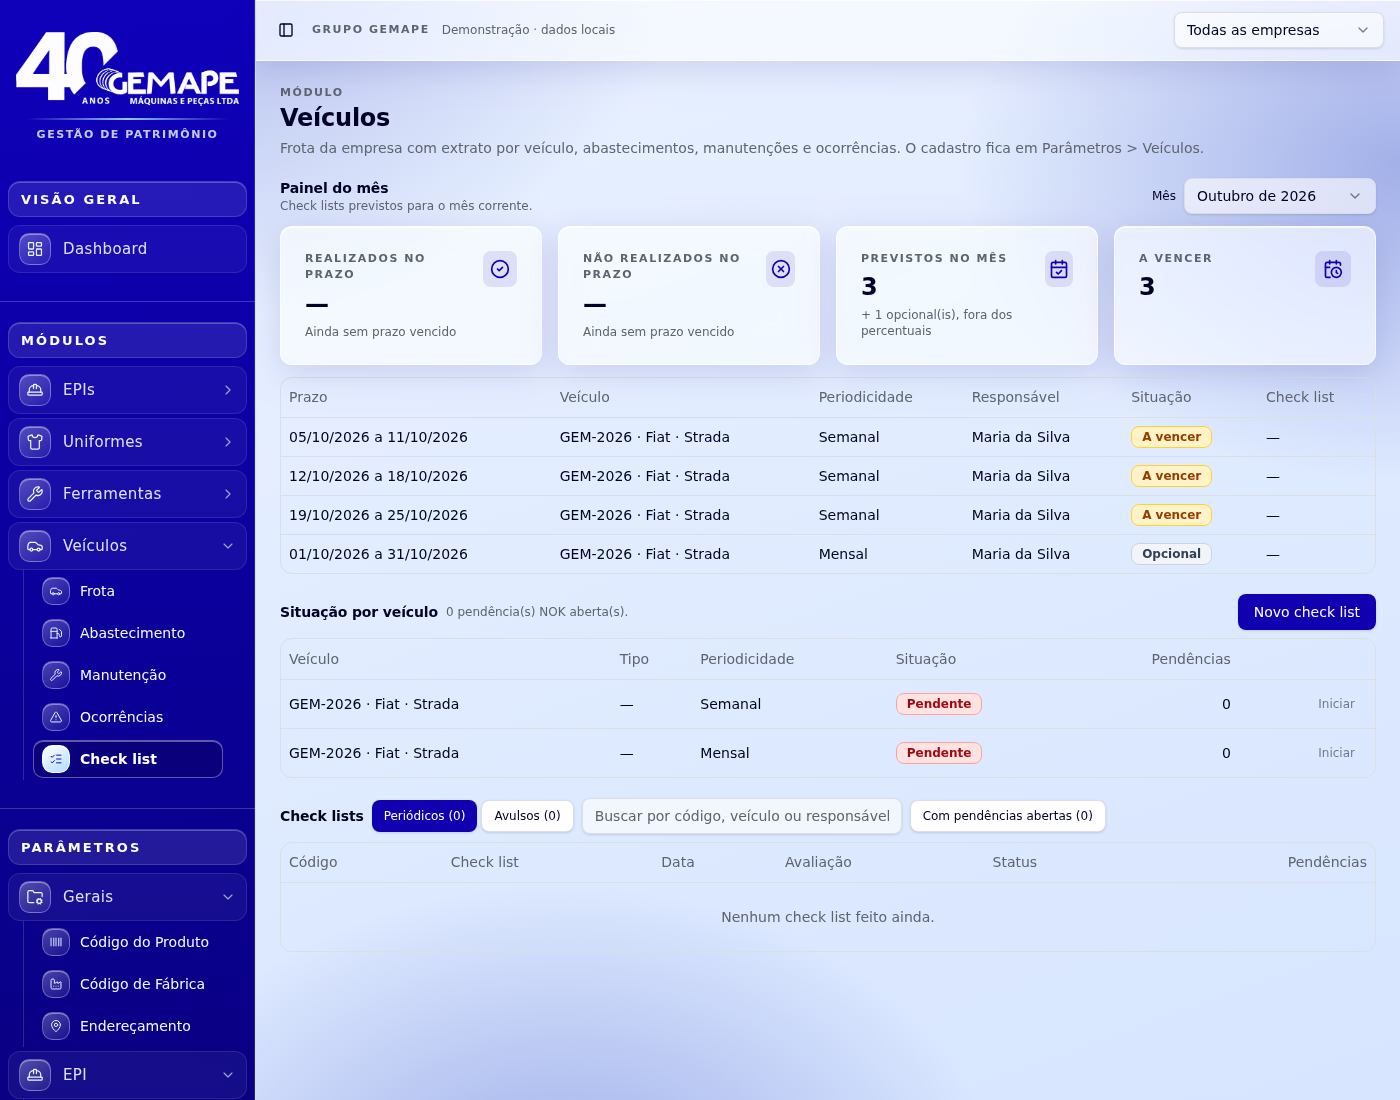 40 GEMAPE
ANOS MÁQUINAS E PEÇAS LTDA
GESTÃO DE PATRIMÔNIO
VISÃO GERAL
Dashboard
MÓDULOS
EPIs
Uniformes
Ferramentas
Veículos
Frota
Abastecimento
Manutenção
Ocorrências
Check list
PARÂMETROS
Gerais
Código do Produto
Código de Fábrica
Endereçamento
EPI
GRUPO GEMAPE Demonstração · dados locais Todas as empresas
MÓDULO
Veículos
Frota da empresa com extrato por veículo, abastecimentos, manutenções e ocorrências. O cadastro fica em Parâmetros > Veículos.
Painel do mês
Check lists previstos para o mês corrente.
Mês Outubro de 2026
REALIZADOS NO
PRAZO
—
Ainda sem prazo vencido
NÃO REALIZADOS NO
PRAZO
—
Ainda sem prazo vencido
PREVISTOS NO MÊS
3
+ 1 opcional(is), fora dos
percentuais
A VENCER
3
Prazo Veículo Periodicidade Responsável Situação Check list
05/10/2026 a 11/10/2026 GEM-2026 · Fiat · Strada Semanal Maria da Silva A vencer —
12/10/2026 a 18/10/2026 GEM-2026 · Fiat · Strada Semanal Maria da Silva A vencer —
19/10/2026 a 25/10/2026 GEM-2026 · Fiat · Strada Semanal Maria da Silva A vencer —
01/10/2026 a 31/10/2026 GEM-2026 · Fiat · Strada Mensal Maria da Silva Opcional —
Situação por veículo 0 pendência(s) NOK aberta(s). Novo check list
Veículo Tipo Periodicidade Situação Pendências
GEM-2026 · Fiat · Strada — Semanal Pendente 0 Iniciar
GEM-2026 · Fiat · Strada — Mensal Pendente 0 Iniciar
Check lists Periódicos (0) Avulsos (0) Buscar por código, veículo ou responsável Com pendências abertas (0)
Código Check list Data Avaliação Status Pendências
Nenhum check list feito ainda.